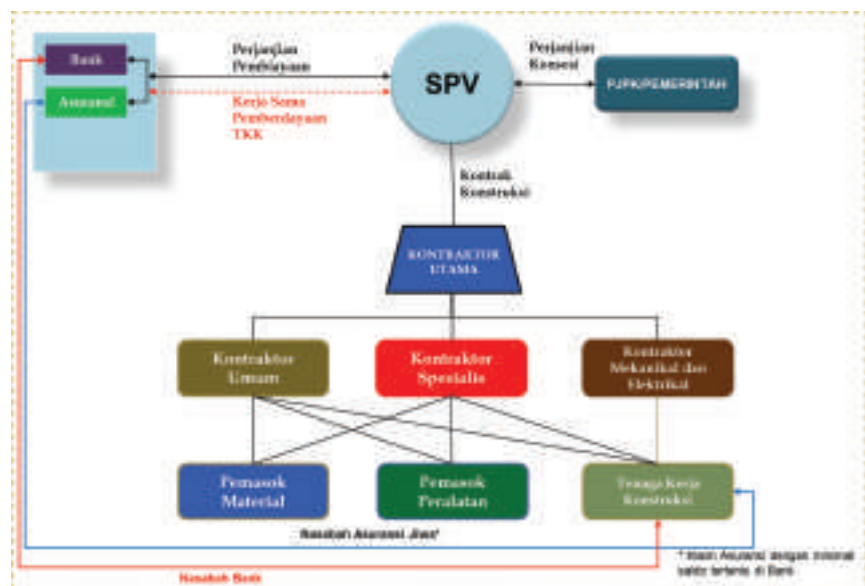 Bank
Asuransi
Perjanjian
Pembiayaan
Kerja Sama
Pemberdayaan
TKK
SPV
Perjanjian
Konsesi
PJPK/PEMERINTAH
Kontrak
Konstruksi
KONTRAKTOR
UTAMA
Kontraktor
Umum
Kontraktor
Spesialis
Kontraktor
Mekanikal dan
Elektrikal
Pemasok
Material
Pemasok
Peralatan
Tenaga Kerja
Konstruksi
Nasabah Asuransi Jiwa*
* Klaim Asuransi dengan minimal
saldo tertentu di Bank
Nasabah Bank